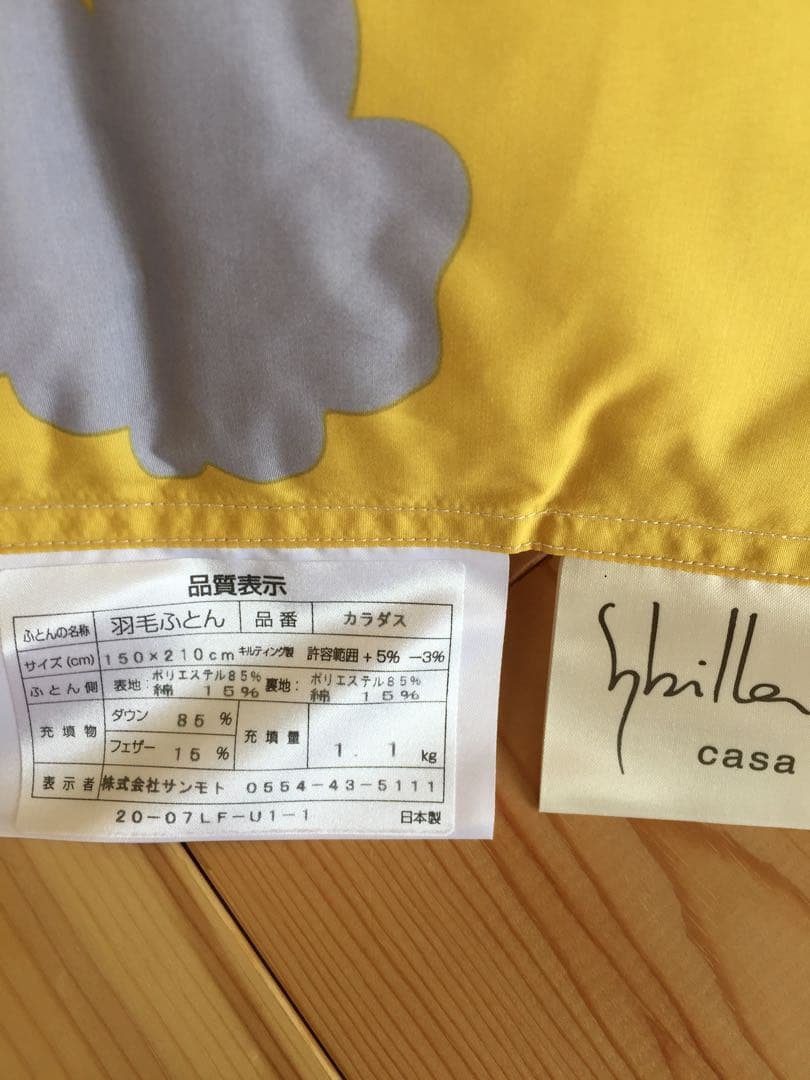 品質表示
ふとんの名称 羽毛ふとん 品番 カラダス
サイズ(cm) 150×210cm キルティング製 許容範囲+5% −3%
ふとん側 表地: ポリエステル85% 綿 15% 裏地: ポリエステル85% 綿 15%
充填物 ダウン 85% 充填量 1.1kg
フェザー 15%
表示者 株式会社サンモト 0554-43-5111
20-07LF-U1-1 日本製
Sybilla
casa